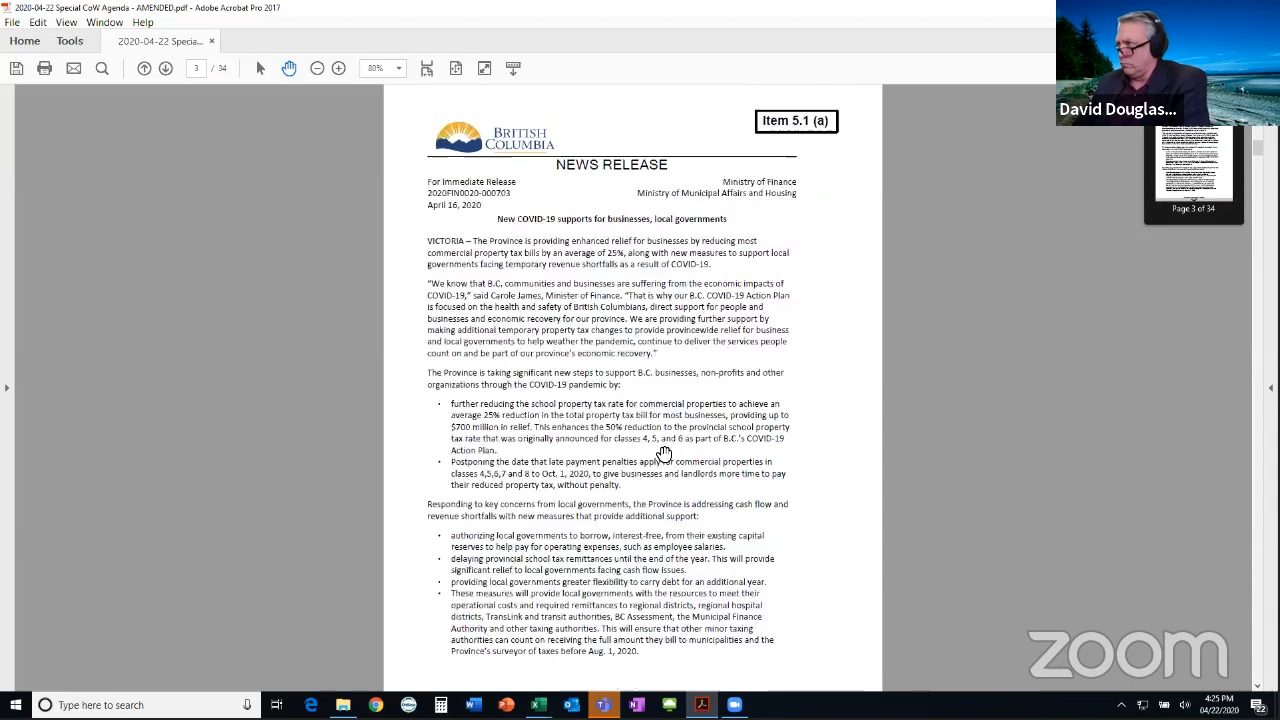 2020-04-22 Special CoW Agenda - AMENDED.pdf - Adobe Acrobat Pro 2017
File Edit View Window Help
Home Tools 2020-04-22 Specia... ×
3 / 34 80%
David Douglas...
Page 3 of 34
Item 5.1 (a)
BRITISH
COLUMBIA
NEWS RELEASE
For Immediate Release
2020FIN0020-000703
April 16, 2020
Ministry of Finance
Ministry of Municipal Affairs and Housing
New COVID-19 supports for businesses, local governments
VICTORIA – The Province is providing enhanced relief for businesses by reducing most
commercial property tax bills by an average of 25%, along with new measures to support local
governments facing temporary revenue shortfalls as a result of COVID-19.
“We know that B.C, communities and businesses are suffering from the economic impacts of
COVID-19,” said Carole James, Minister of Finance. “That is why our B.C. COVID-19 Action Plan
is focused on the health and safety of British Columbians, direct support for people and
businesses and economic recovery for our province. We are providing further support by
making additional temporary property tax changes to provide provincewide relief for business
and local governments to help weather the pandemic, continue to deliver the services people
count on and be part of our province’s economic recovery.”
The Province is taking significant new steps to support B.C. businesses, non-profits and other
organizations through the COVID-19 pandemic by:
• further reducing the school property tax rate for commercial properties to achieve an
average 25% reduction in the total property tax bill for most businesses, providing up to
$700 million in relief. This enhances the 50% reduction to the provincial school property
tax rate that was originally announced for classes 4, 5, and 6 as part of B.C.’s COVID-19
Action Plan.
• Postponing the date that late payment penalties apply for commercial properties in
classes 4,5,6,7 and 8 to Oct. 1, 2020, to give businesses and landlords more time to pay
their reduced property tax, without penalty.
Responding to key concerns from local governments, the Province is addressing cash flow and
revenue shortfalls with new measures that provide additional support:
• authorizing local governments to borrow, interest-free, from their existing capital
reserves to help pay for operating expenses, such as employee salaries.
• delaying provincial school tax remittances until the end of the year. This will provide
significant relief to local governments facing cash flow issues.
• providing local governments greater flexibility to carry debt for an additional year.
• These measures will provide local governments with the resources to meet their
operational costs and required remittances to regional districts, regional hospital
districts, TransLink and transit authorities, BC Assessment, the Municipal Finance
Authority and other taxing authorities. This will ensure that other minor taxing
authorities can count on receiving the full amount they bill to municipalities and the
Province’s surveyor of taxes before Aug. 1, 2020.
zoom
Type here to search
4:25 PM
04/22/2020
22